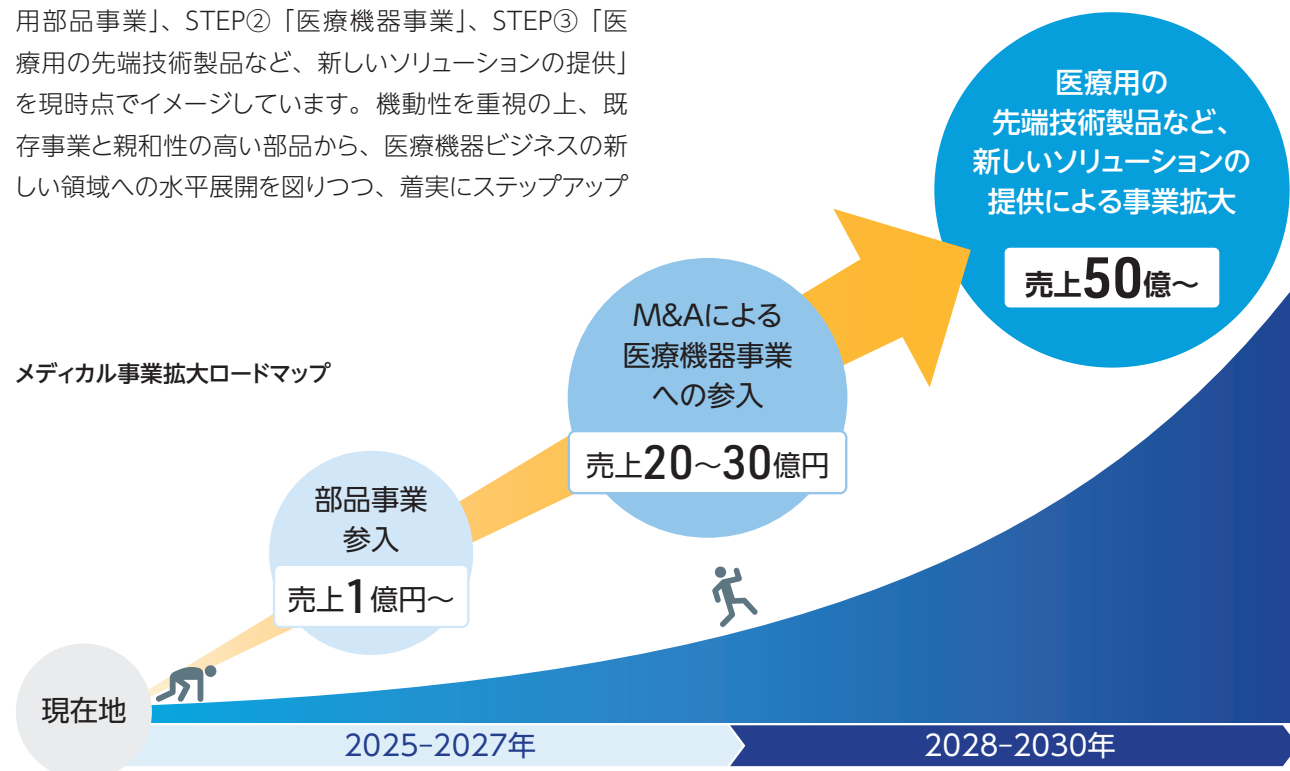 用部品事業」、STEP②「医療機器事業」、STEP③「医
療用の先端技術製品など、新しいソリューションの提供」
を現時点でイメージしています。機動性を重視の上、既
存事業と親和性の高い部品から、医療機器ビジネスの新
しい領域への水平展開を図りつつ、着実にステップアップ
メディカル事業拡大ロードマップ
現在地
部品事業
参入
売上1億円〜
M&Aによる
医療機器事業
への参入
売上20〜30億円
医療用の
先端技術製品など、
新しいソリューションの
提供による事業拡大
売上50億〜
2025–2027年
2028–2030年